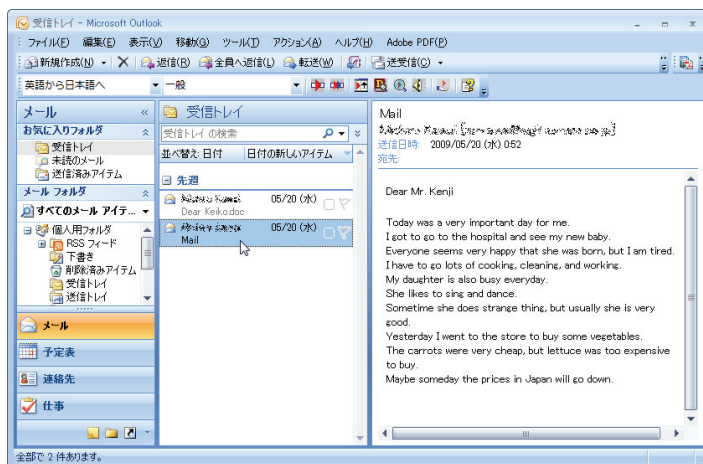 受信トレイ - Microsoft Outlook
ファイル(F) 編集(E) 表示(V) 移動(G) ツール(T) アクション(A) ヘルプ(H) Adobe PDF(P)
新規作成(N) 返信(R) 全員へ返信(L) 転送(W) 送受信(C)
英語から日本語へ 一般
メール
お気に入りフォルダ
受信トレイ
未読のメール
送信済みアイテム
メール フォルダ
すべてのメール アイテ...
個人用フォルダ
RSS フィード
下書き
削除済みアイテム
受信トレイ
送信トレイ
メール
予定表
連絡先
仕事
受信トレイ
受信トレイ の検索
並べ替え: 日付 日付の新しいアイテム
先週
05/20 (水)
Dear Keiko.doc
05/20 (水)
Mail
Mail
送信日時: 2009/05/20 (水) 0:52
宛先:
Dear Mr. Kenji
Today was a very important day for me.
I got to go to the hospital and see my new baby.
Everyone seems very happy that she was born, but I am tired.
I have to go lots of cooking, cleaning, and working.
My daughter is also busy everyday.
She likes to sing and dance.
Sometime she does strange thing, but usually she is very
good.
Yesterday I went to the store to buy some vegetables.
The carrots were very cheap, but lettuce was too expensive
to buy.
Maybe someday the prices in Japan will go down.
全部で 2 件あります。